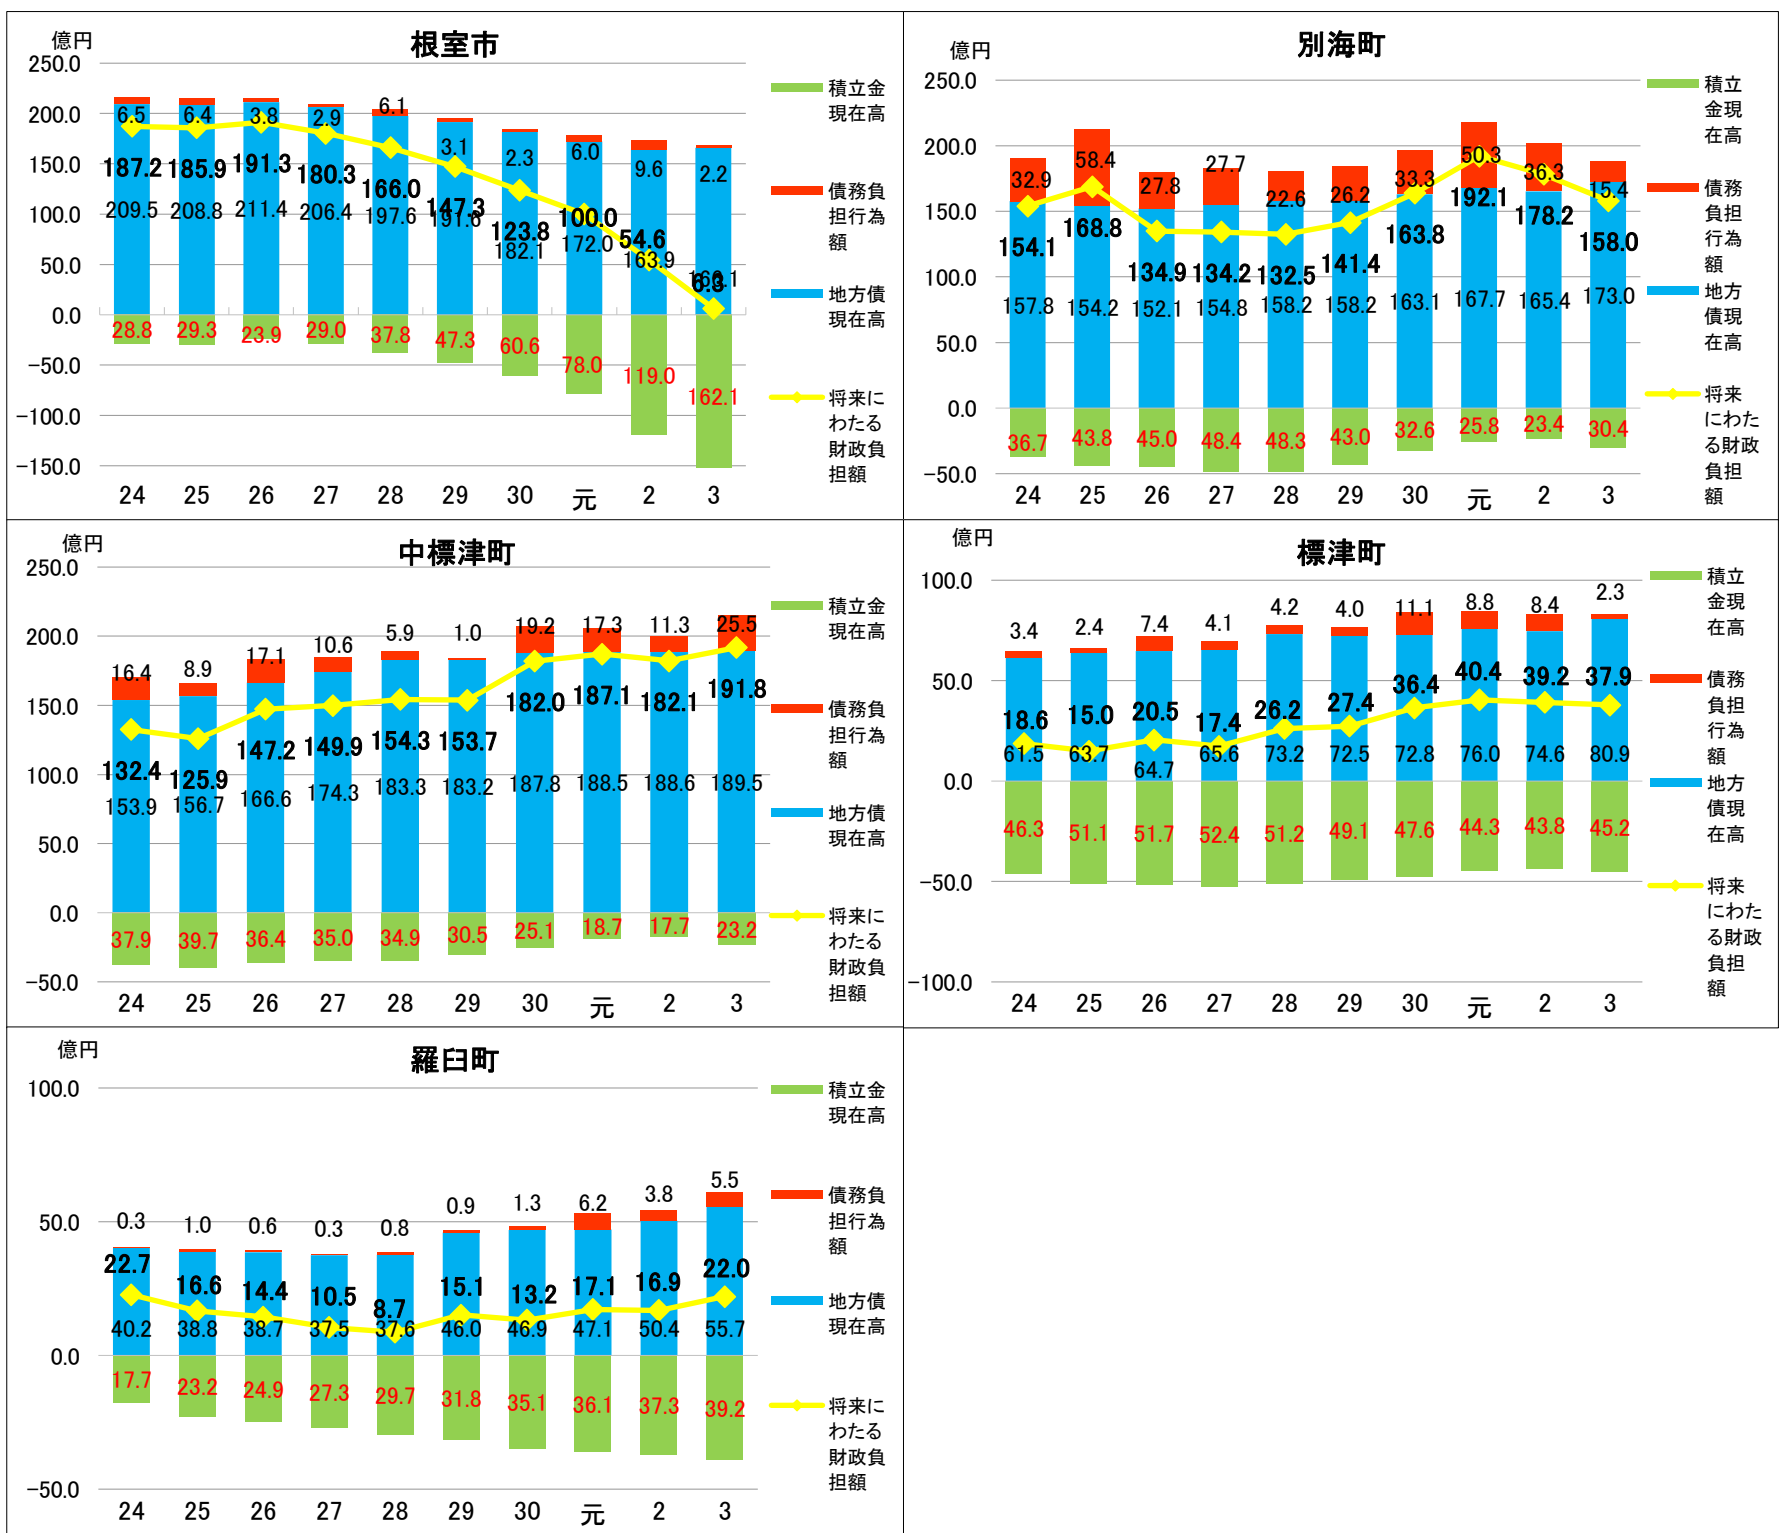 根室市
億円
250.0
200.0
150.0
100.0
50.0
0.0
-50.0
-100.0
-150.0
6.5 6.4 3.8 2.9 6.1 3.1 2.3 6.0 9.6 2.2
187.2 185.9 191.3 180.3 166.0 147.3 123.8 100.0 54.6 6.3
209.5 208.8 211.4 206.4 197.6 191.6 182.1 172.0 163.9
28.8 29.3 23.9 29.0 37.8 47.3 60.6 78.0 119.0 162.1
24 25 26 27 28 29 30 元 2 3
積立金
現在高
債務負
担行為
額
地方債
現在高
将来に
わたる
財政負
担額
別海町
億円
250.0
200.0
150.0
100.0
50.0
0.0
-50.0
32.9 58.4 27.8 27.7 22.6 26.2 33.3 50.3 36.3 15.4
154.1 168.8 134.9 134.2 132.5 141.4 163.8 192.1 178.2 158.0
157.8 154.2 152.1 154.8 158.2 158.2 163.1 167.7 165.4 173.0
36.7 43.8 45.0 48.4 48.3 43.0 32.6 25.8 23.4 30.4
24 25 26 27 28 29 30 元 2 3
積立
金現
在高
債務
負担
行為
額
地方
債現
在高
将来
にわた
る財政
負担
額
中標津町
億円
250.0
200.0
150.0
100.0
50.0
0.0
-50.0
16.4 8.9 17.1 10.6 5.9 1.0 19.2 17.3 11.3 25.5
132.4 125.9 147.2 149.9 154.3 153.7 182.0 187.1 182.1 191.8
153.9 156.7 166.6 174.3 183.3 183.2 187.8 188.5 188.6 189.5
37.9 39.7 36.4 35.0 34.9 30.5 25.1 18.7 17.7 23.2
24 25 26 27 28 29 30 元 2 3
積立金
現在高
債務負
担行為
額
地方債
現在高
将来に
わたる
財政負
担額
標津町
億円
100.0
50.0
0.0
-50.0
-100.0
3.4 2.4 7.4 4.1 4.2 4.0 11.1 8.8 8.4 2.3
18.6 15.0 20.5 17.4 26.2 27.4 36.4 40.4 39.2 37.9
61.5 63.7 64.7 65.6 73.2 72.5 72.8 76.0 74.6 80.9
46.3 51.1 51.7 52.4 51.2 49.1 47.6 44.3 43.8 45.2
24 25 26 27 28 29 30 元 2 3
積立
金現
在高
債務
負担
行為
額
地方
債現
在高
将来
にわた
る財政
負担
額
羅臼町
億円
100.0
50.0
0.0
-50.0
0.3 1.0 0.6 0.3 0.8 0.9 1.3 6.2 3.8 5.5
22.7 16.6 14.4 10.5 8.7 15.1 13.2 17.1 16.9 22.0
40.2 38.8 38.7 37.5 37.6 46.0 46.9 47.1 50.4 55.7
17.7 23.2 24.9 27.3 29.7 31.8 35.1 36.1 37.3 39.2
24 25 26 27 28 29 30 元 2 3
積立金
現在高
債務負
担行為
額
地方債
現在高
将来に
わたる
財政負
担額